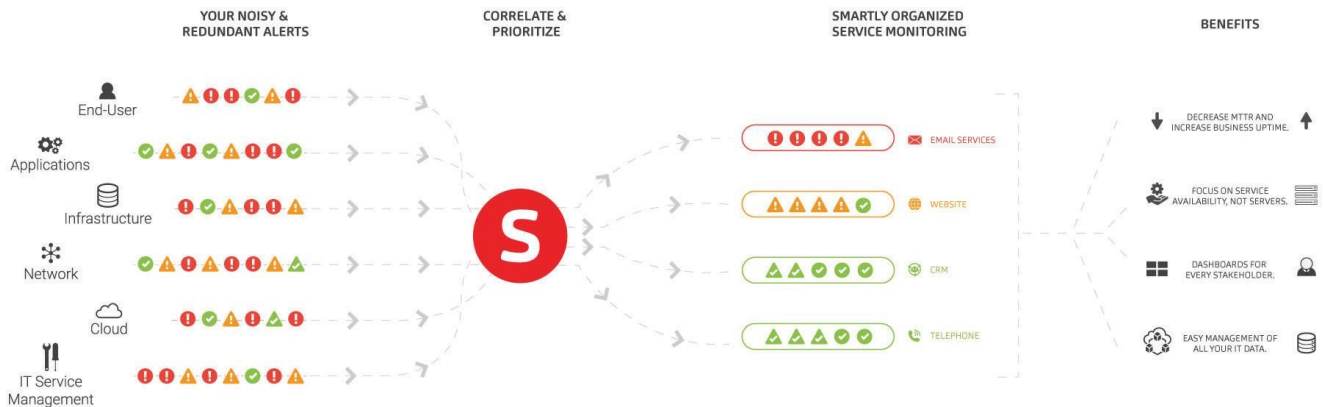 YOUR NOISY &
REDUNDANT ALERTS
CORRELATE &
PRIORITIZE
SMARTLY ORGANIZED
SERVICE MONITORING
BENEFITS
End-User
Applications
Infrastructure
Network
Cloud
IT Service
Management
S
EMAIL SERVICES
WEBSITE
CRM
TELEPHONE
DECREASE MTTR AND
INCREASE BUSINESS UPTIME.
FOCUS ON SERVICE
AVAILABILITY, NOT SERVERS.
DASHBOARDS FOR
EVERY STAKEHOLDER.
EASY MANAGEMENT OF
ALL YOUR IT DATA.